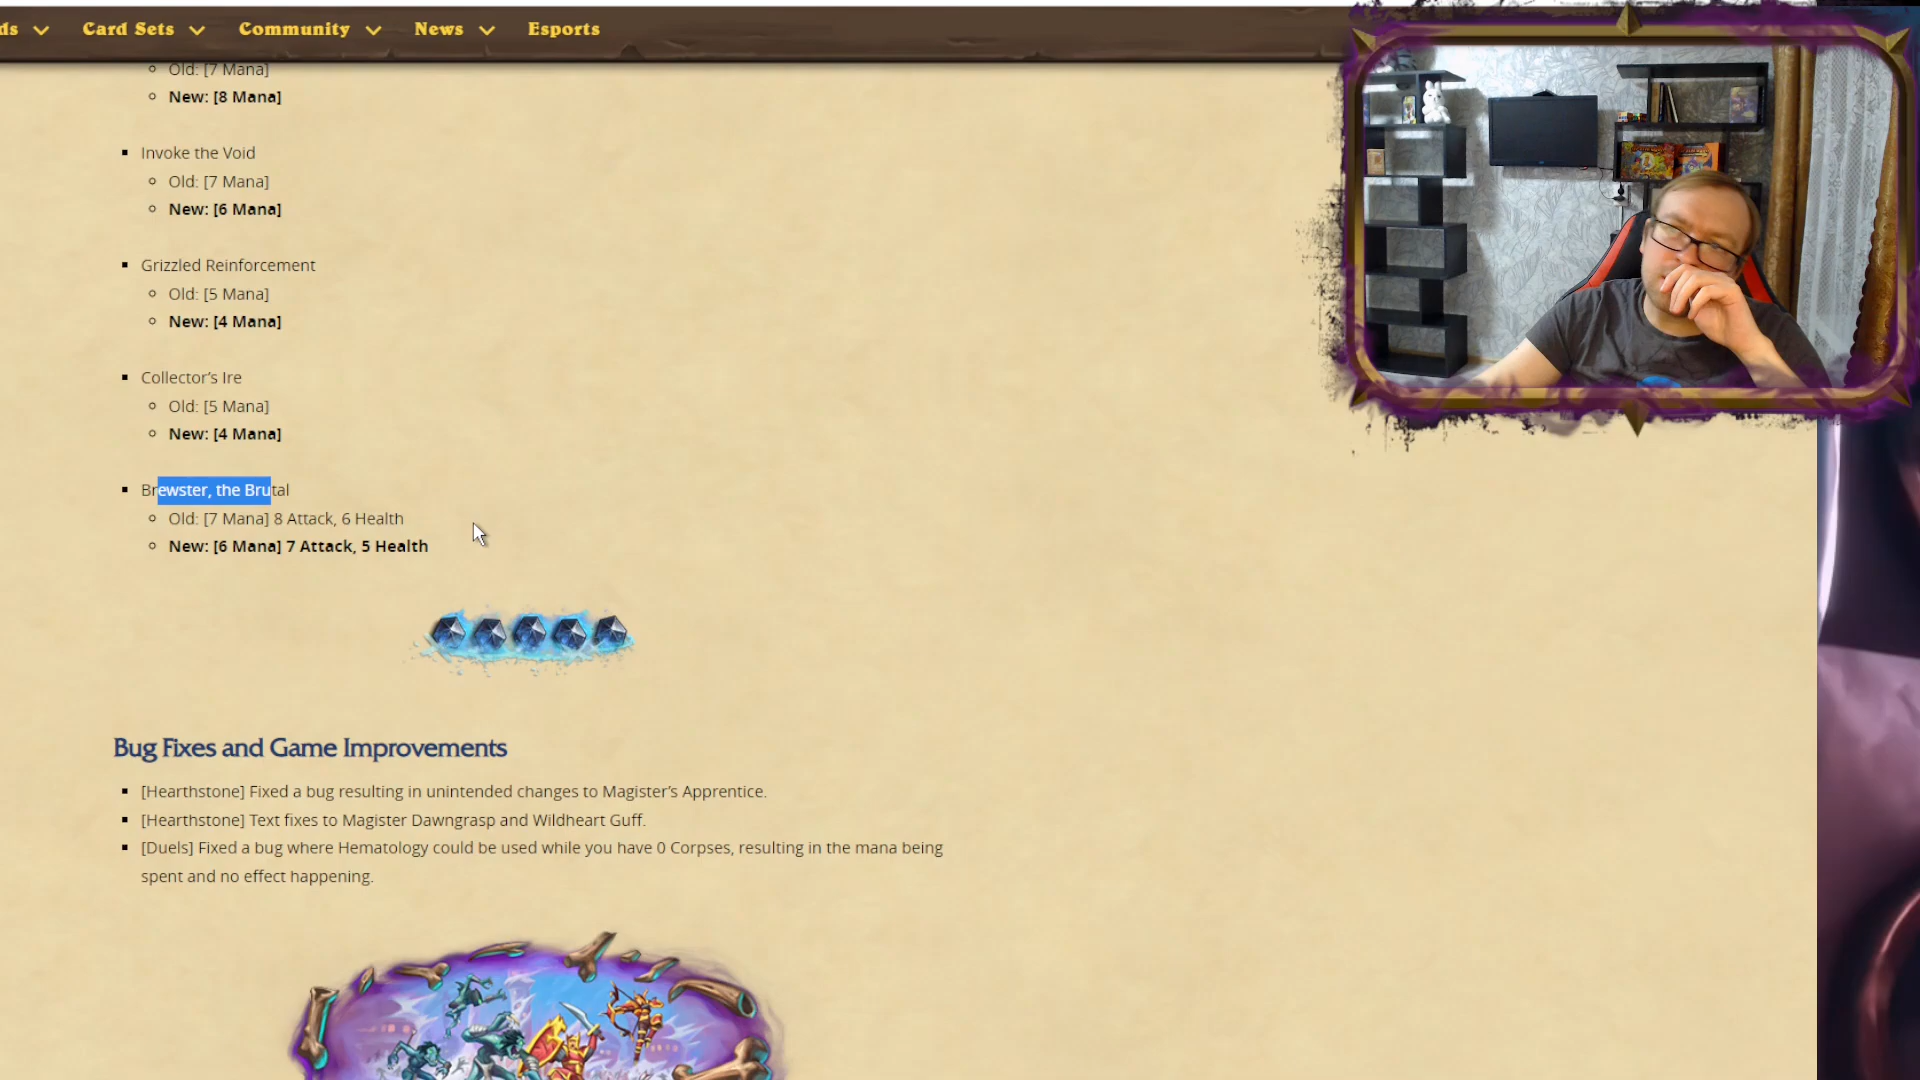 ds Card Sets Community News Esports
Old: [7 Mana]
New: [8 Mana]
Invoke the Void
Old: [7 Mana]
New: [6 Mana]
Grizzled Reinforcement
Old: [5 Mana]
New: [4 Mana]
Collector's Ire
Old: [5 Mana]
New: [4 Mana]
Brewster, the Brutal
Old: [7 Mana] 8 Attack, 6 Health
New: [6 Mana] 7 Attack, 5 Health
Bug Fixes and Game Improvements
[Hearthstone] Fixed a bug resulting in unintended changes to Magister's Apprentice.
[Hearthstone] Text fixes to Magister Dawngrasp and Wildheart Guff.
[Duels] Fixed a bug where Hematology could be used while you have 0 Corpses, resulting in the mana being
spent and no effect happening.